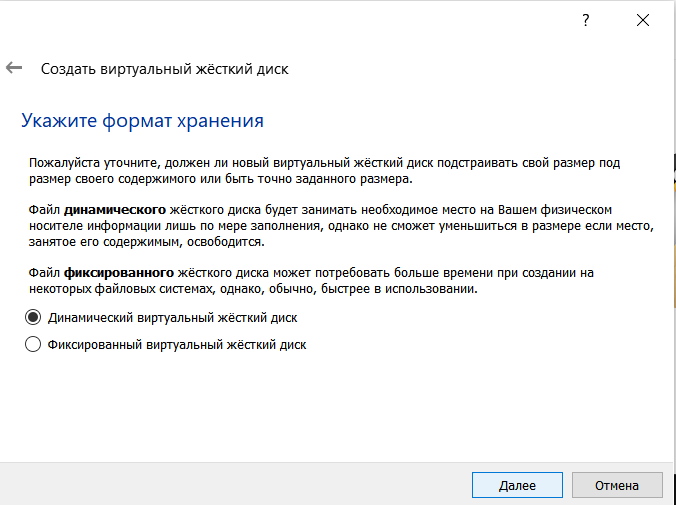 ?
Создать виртуальный жёсткий диск
Укажите формат хранения
Пожалуйста уточните, должен ли новый виртуальный жёсткий диск подстраивать свой размер под
размер своего содержимого или быть точно заданного размера.
Файл динамического жёсткого диска будет занимать необходимое место на Вашем физическом
носителе информации лишь по мере заполнения, однако не сможет уменьшиться в размере если место,
занятое его содержимым, освободится.
Файл фиксированного жёсткого диска может потребовать больше времени при создании на
некоторых файловых системах, однако, обычно, быстрее в использовании.
Динамический виртуальный жёсткий диск
Фиксированный виртуальный жёсткий диск
Далее Отмена